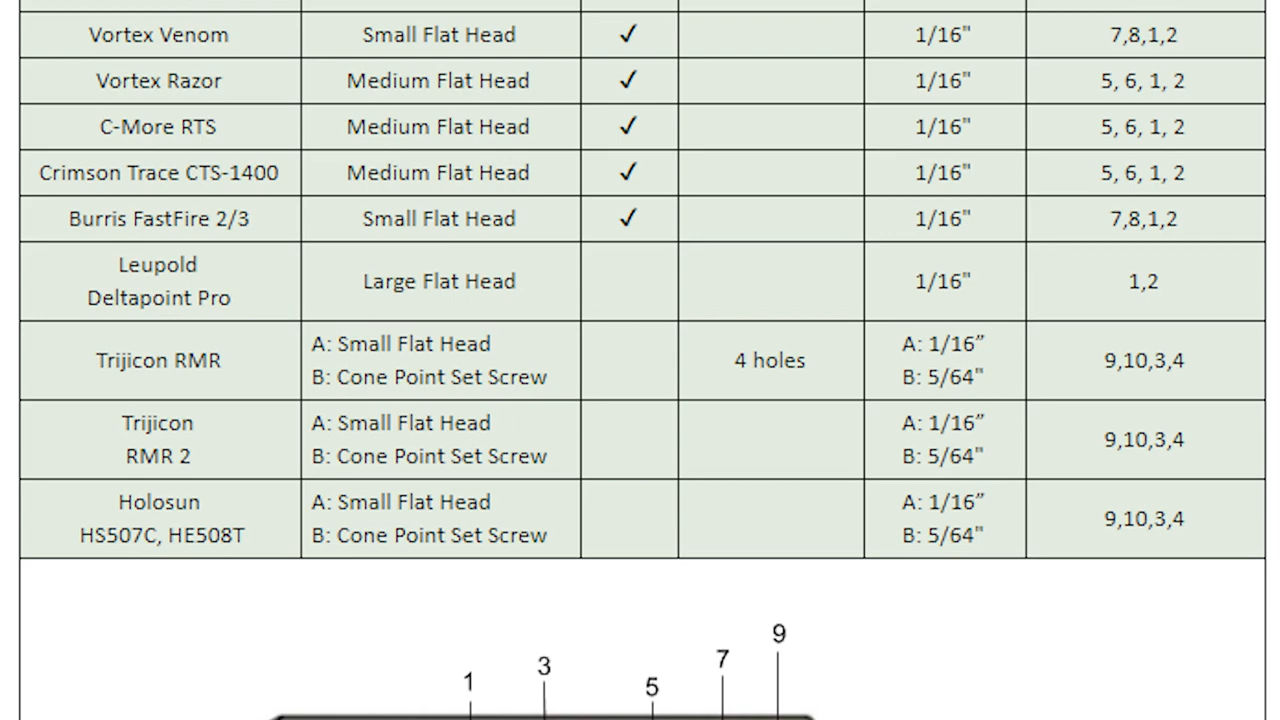 Vortex Venom Small Flat Head ✓ 1/16" 7,8,1,2
Vortex Razor Medium Flat Head ✓ 1/16" 5, 6, 1, 2
C-More RTS Medium Flat Head ✓ 1/16" 5, 6, 1, 2
Crimson Trace CTS-1400 Medium Flat Head ✓ 1/16" 5, 6, 1, 2
Burris FastFire 2/3 Small Flat Head ✓ 1/16" 7,8,1,2
Leupold
Deltapoint Pro
Large Flat Head 1/16" 1,2
Trijicon RMR
A: Small Flat Head
B: Cone Point Set Screw
4 holes
A: 1/16”
B: 5/64"
9,10,3,4
Trijicon
RMR 2
A: Small Flat Head
B: Cone Point Set Screw
A: 1/16”
B: 5/64"
9,10,3,4
Holosun
HS507C, HE508T
A: Small Flat Head
B: Cone Point Set Screw
A: 1/16”
B: 5/64"
9,10,3,4
1 3 5 7 9